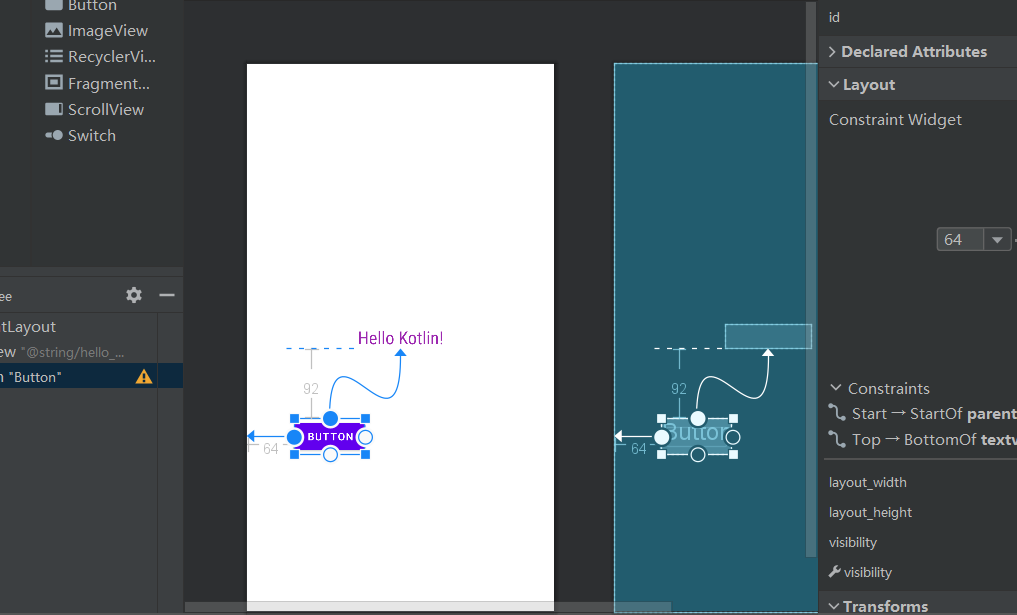 Button
ImageView
RecyclerVi...
Fragment...
ScrollView
Switch
ee
tLayout
ew "@string/hello_...
n "Button"
Hello Kotlin!
92
BUTTON
64
92
Button
64
id
Declared Attributes
Layout
Constraint Widget
64
Constraints
Start → StartOf parent
Top → BottomOf textv
layout_width
layout_height
visibility
visibility
Transforms